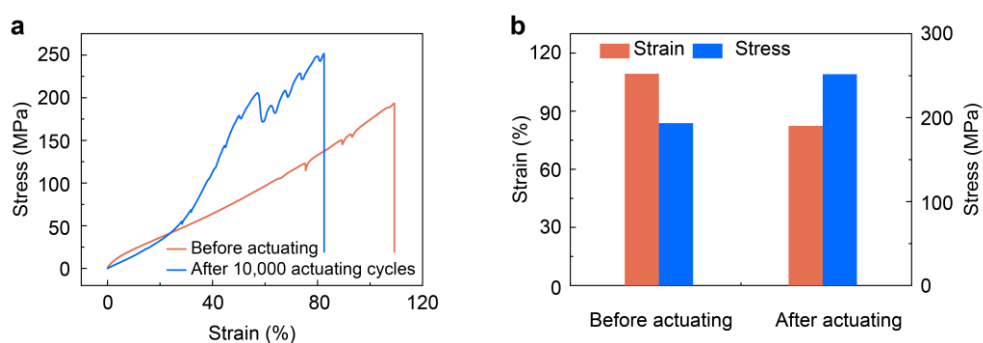 a
Stress (MPa)
250
200
150
100
50
0
Before actuating
After 10,000 actuating cycles
0
40
80
120
Strain (%)
b
Strain (%)
120
90
60
30
0
Strain
Stress
300
200
100
0
Stress (MPa)
Before actuating
After actuating